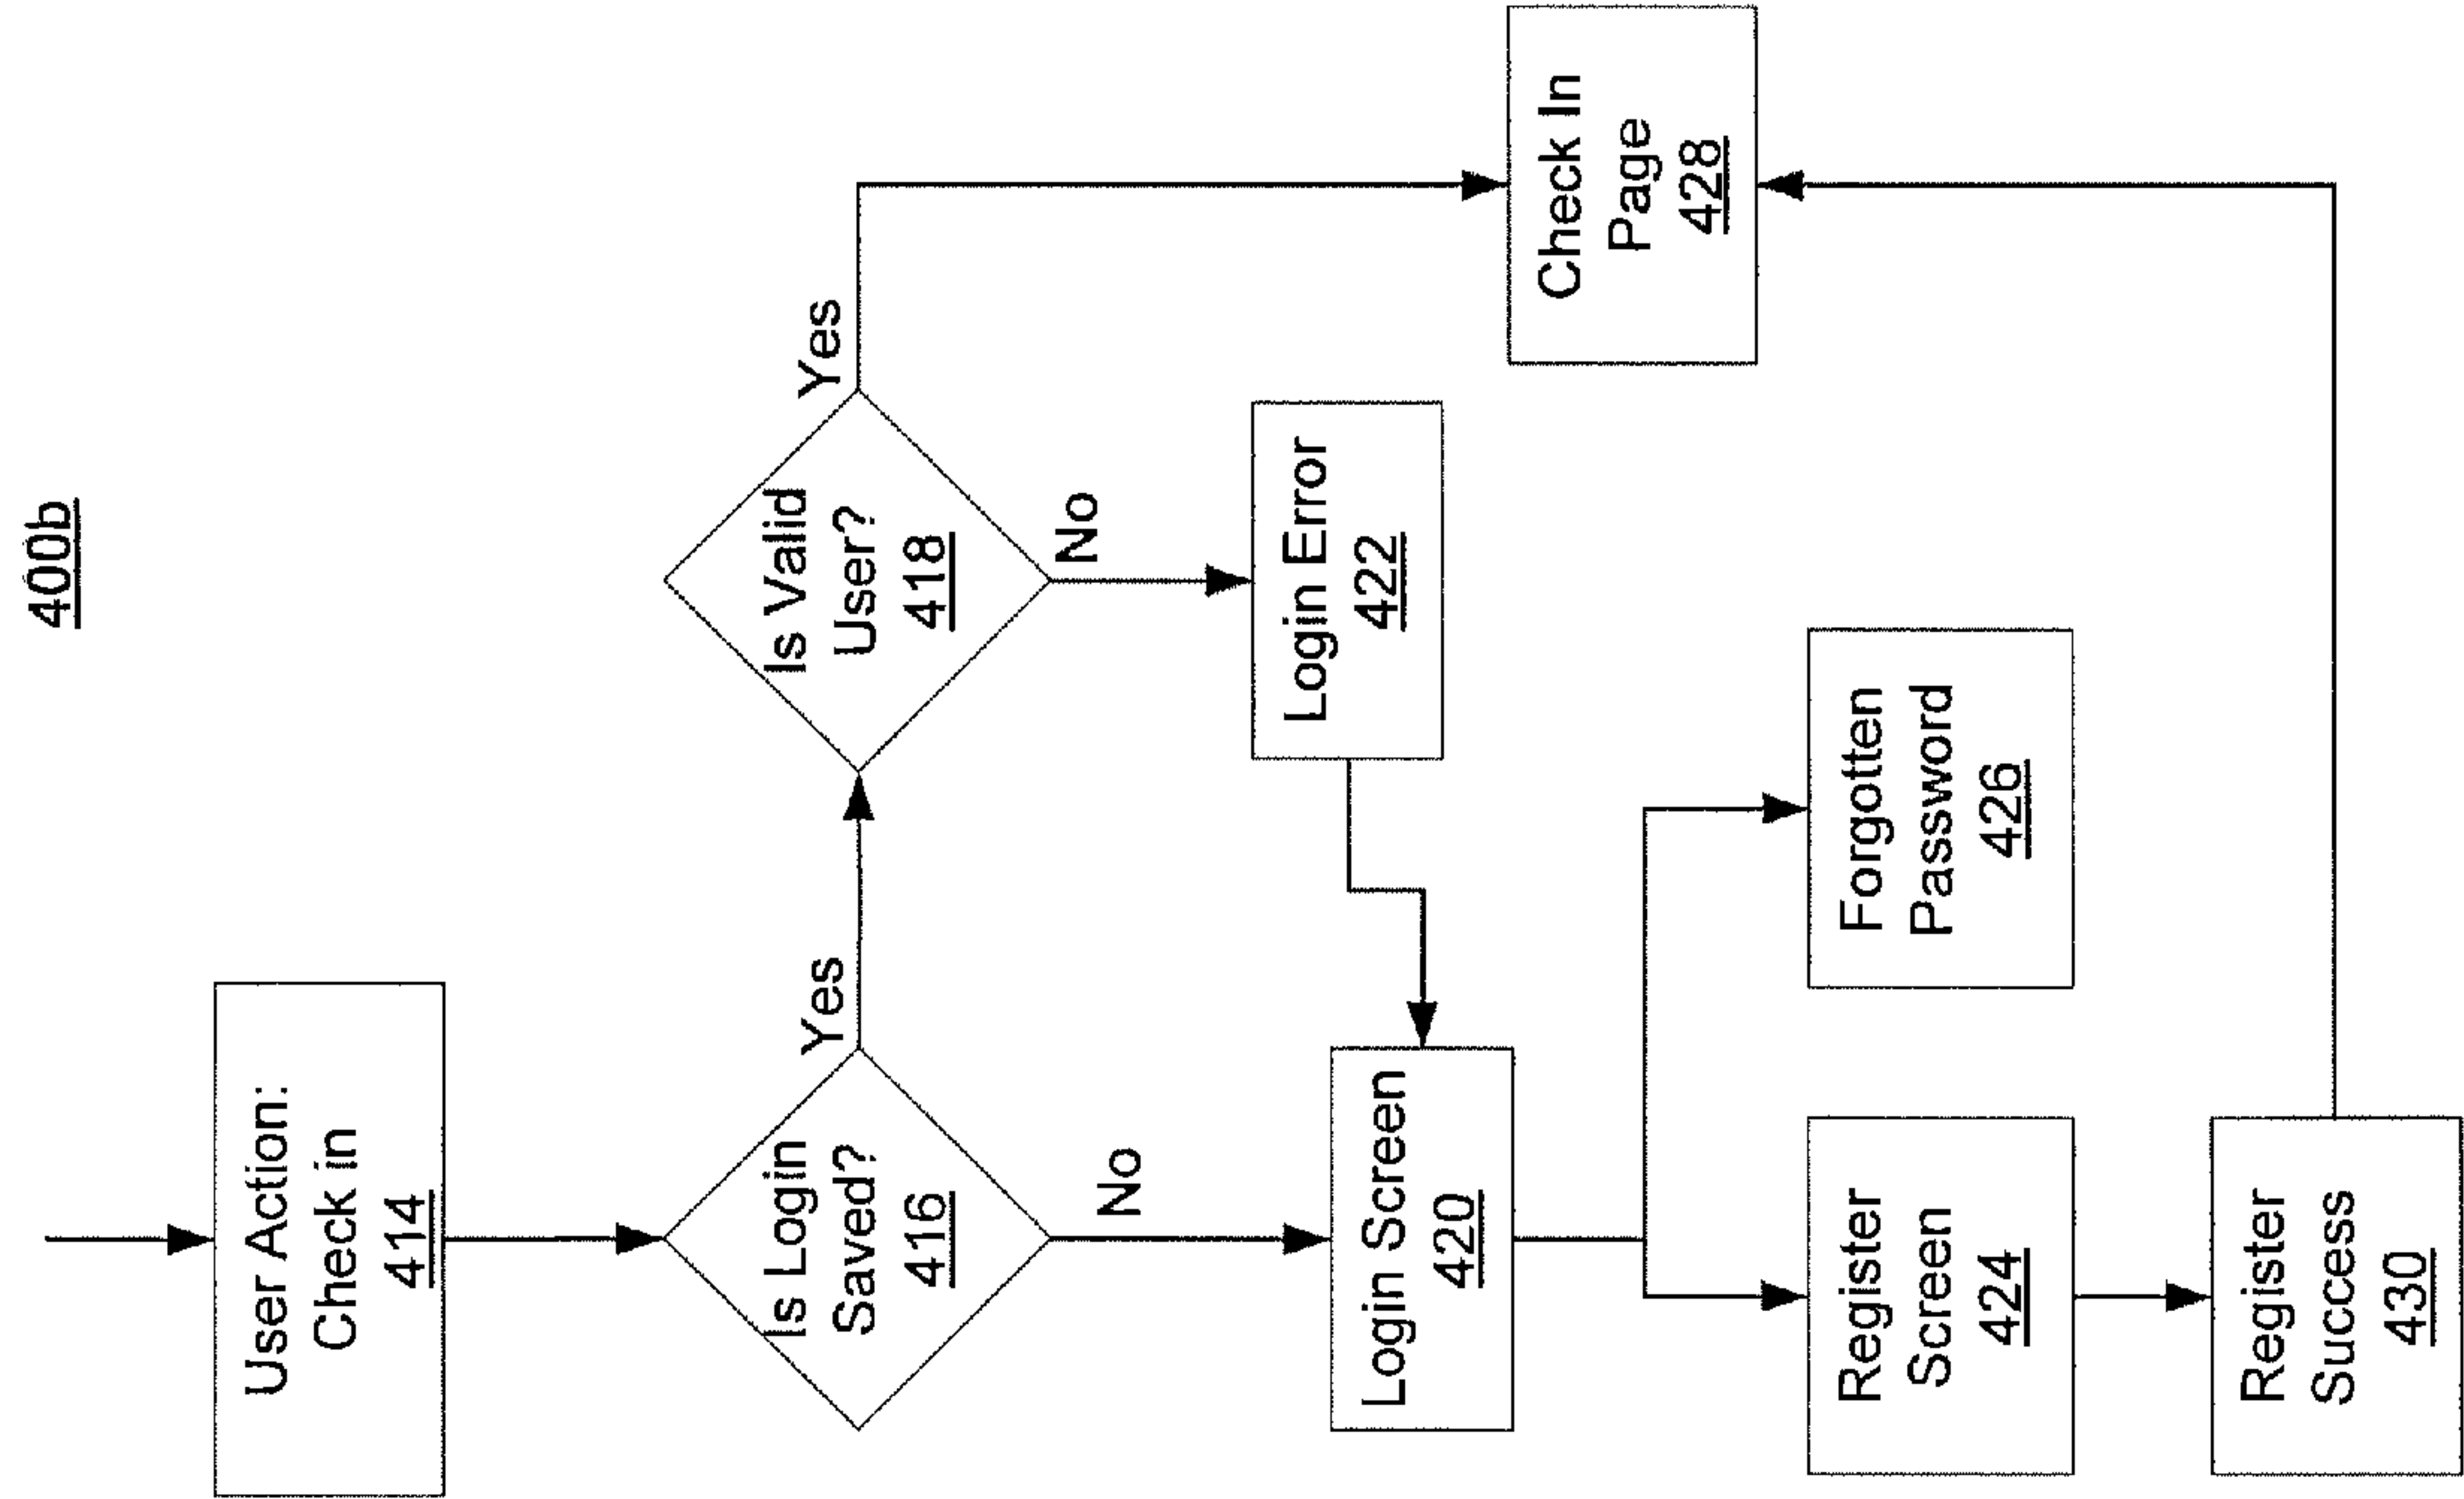 400b
User Action:
Check in
414
Is Login
Saved?
416
Yes
No
Is Valid
User?
418
Yes
No
Login Error
422
Login Screen
420
Check In
Page
428
Register
Screen
424
Forgotten
Password
426
Register
Success
430